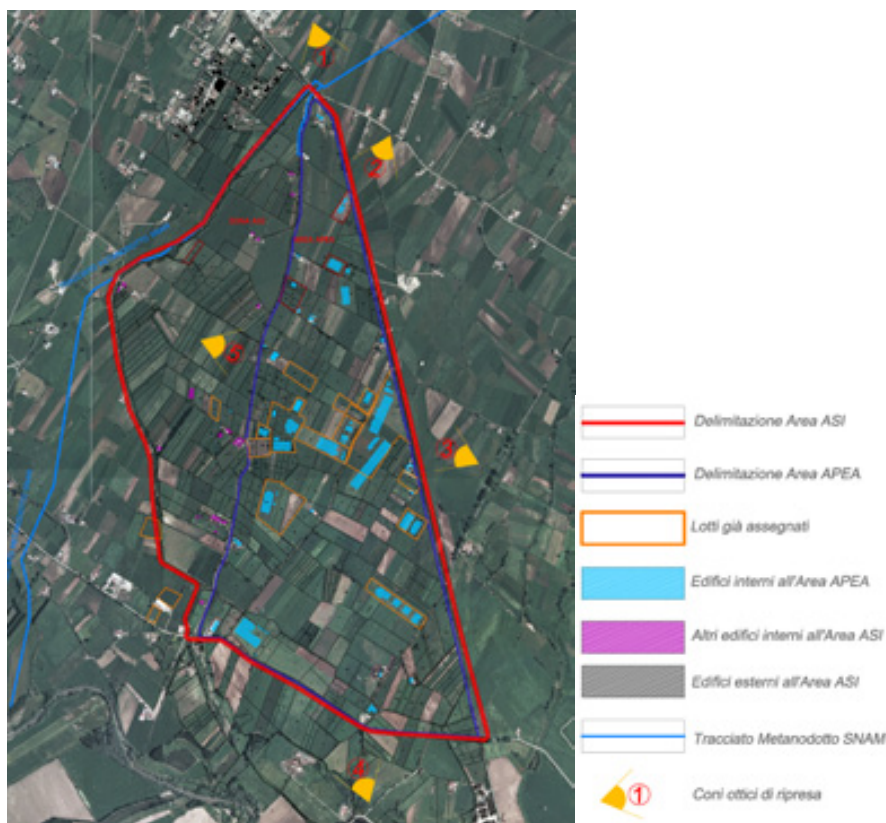 1
2
5
3
4
Delimitazione Area ASI
Delimitazione Area APEA
Lotti già assegnati
Edifici interni all'Area APEA
Altri edifici interni all'Area ASI
Edifici esterni all'Area ASI
Tracciato Metanodotto SNAM
1 Coni ottici di ripresa